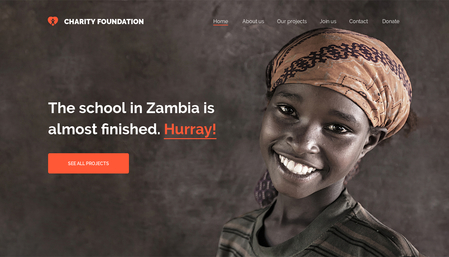 CHARITY FOUNDATION
Home About us Our projects Join us Contact Donate
The school in Zambia is
almost finished. Hurray!
SEE ALL PROJECTS